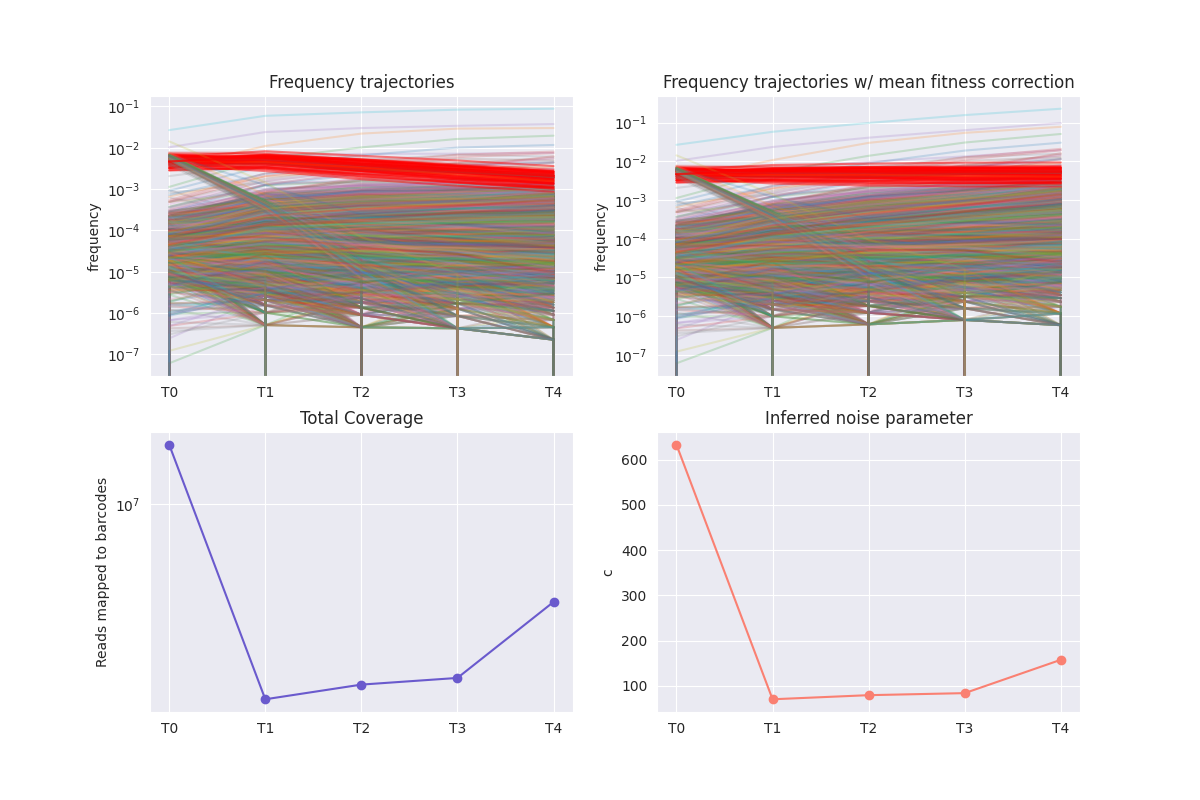 Frequency trajectories
frequency
10⁻¹
10⁻²
10⁻³
10⁻⁴
10⁻⁵
10⁻⁶
10⁻⁷
T0 T1 T2 T3 T4
Frequency trajectories w/ mean fitness correction
frequency
10⁻¹
10⁻²
10⁻³
10⁻⁴
10⁻⁵
10⁻⁶
10⁻⁷
T0 T1 T2 T3 T4
Total Coverage
Reads mapped to barcodes
10⁷
T0 T1 T2 T3 T4
Inferred noise parameter
c
600
500
400
300
200
100
T0 T1 T2 T3 T4